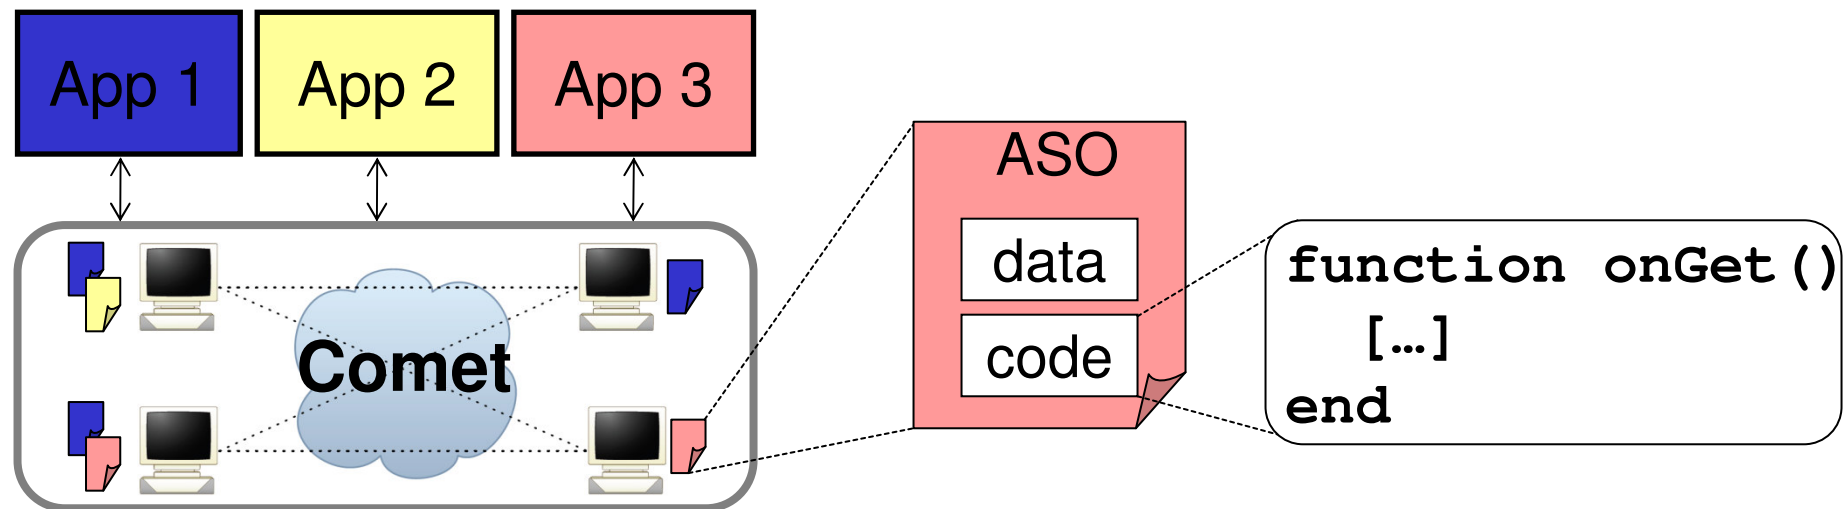 App 1
App 2
App 3
Comet
ASO
data
code
function onGet()
[…]
end